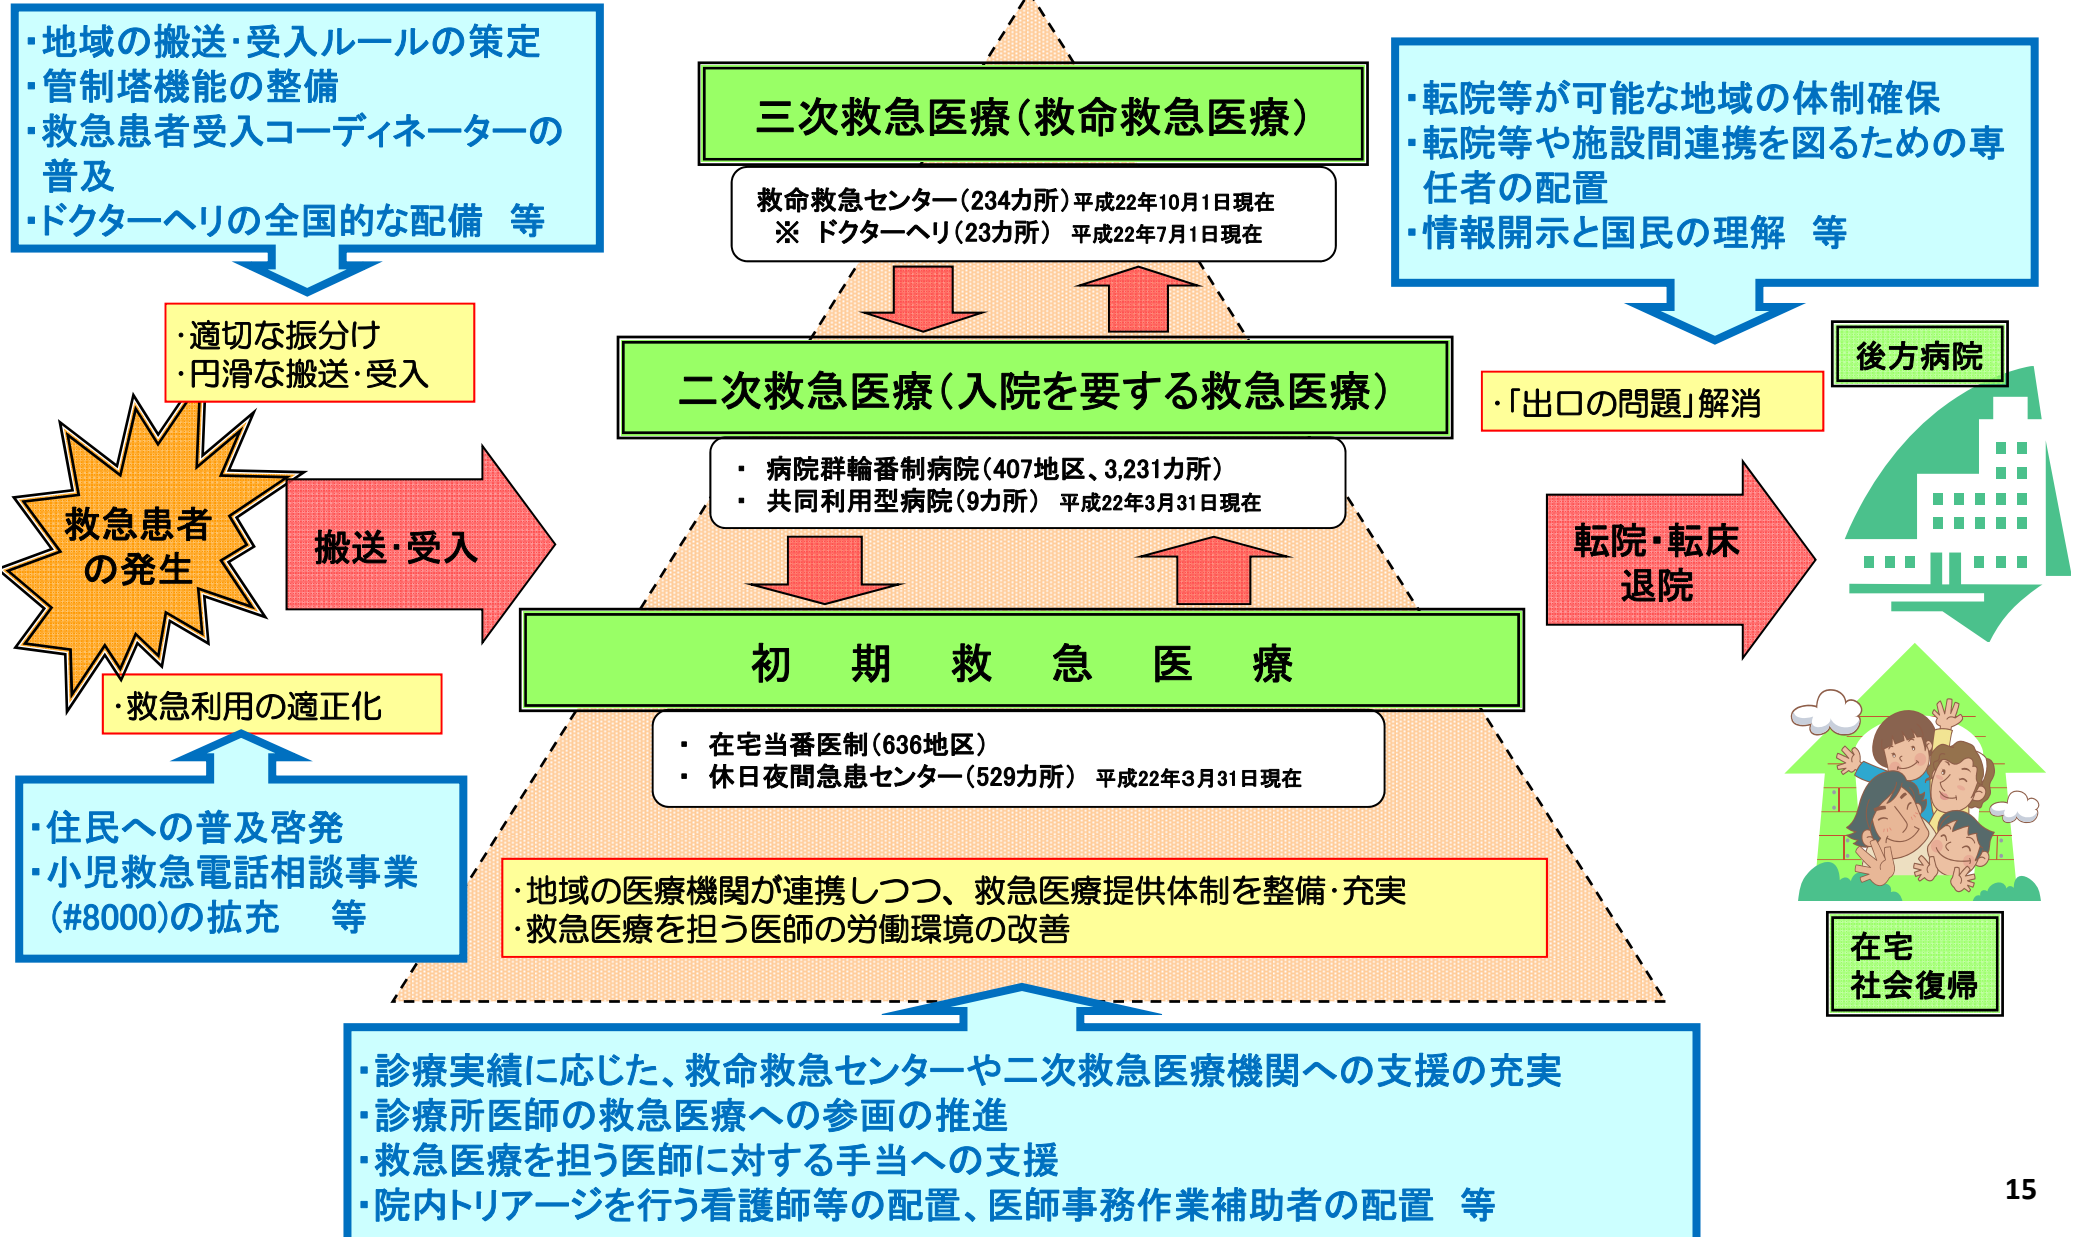 ・地域の搬送・受入ルールの策定
・管制塔機能の整備
・救急患者受入コーディネーターの
普及
・ドクターヘリの全国的な配備 等
・適切な振分け
・円滑な搬送・受入
救急患者
の発生
搬送・受入
・救急利用の適正化
・住民への普及啓発
・小児救急電話相談事業
(#8000)の拡充 等
三次救急医療(救命救急医療)
救命救急センター(234カ所)平成22年10月1日現在
※ ドクターヘリ(23カ所) 平成22年7月1日現在
二次救急医療(入院を要する救急医療)
・ 病院群輪番制病院(407地区、3,231カ所)
・ 共同利用型病院(9カ所) 平成22年3月31日現在
初期救急医療
・ 在宅当番医制(636地区)
・ 休日夜間急患センター(529カ所) 平成22年3月31日現在
・地域の医療機関が連携しつつ、救急医療提供体制を整備・充実
・救急医療を担う医師の労働環境の改善
・診療実績に応じた、救命救急センターや二次救急医療機関への支援の充実
・診療所医師の救急医療への参画の推進
・救急医療を担う医師に対する手当への支援
・院内トリアージを行う看護師等の配置、医師事務作業補助者の配置 等
・転院等が可能な地域の体制確保
・転院等や施設間連携を図るための専
任者の配置
・情報開示と国民の理解 等
・「出口の問題」解消
後方病院
転院・転床
退院
在宅
社会復帰
15